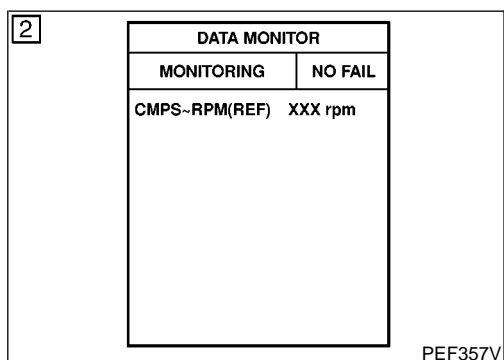 2
DATA MONITOR
MONITORING NO FAIL
CMPS~RPM(REF) XXX rpm
PEF357V